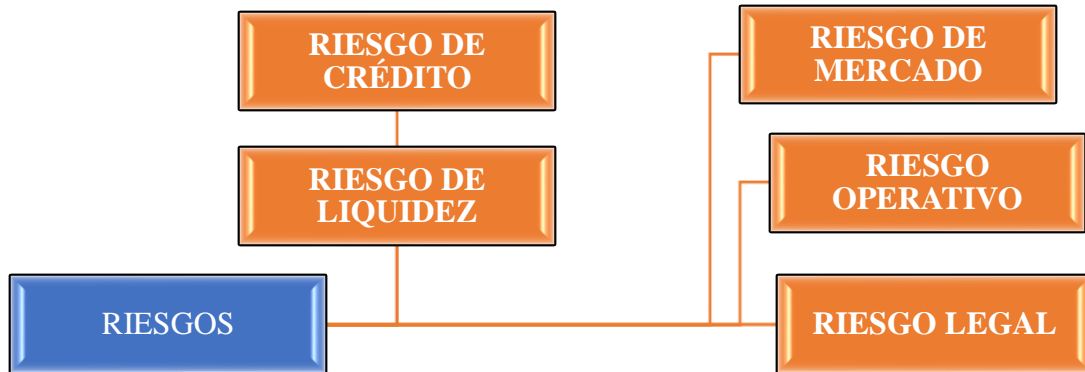 RIESGO DE
CRÉDITO
RIESGO DE
MERCADO
RIESGO DE
LIQUIDEZ
RIESGO
OPERATIVO
RIESGOS
RIESGO LEGAL